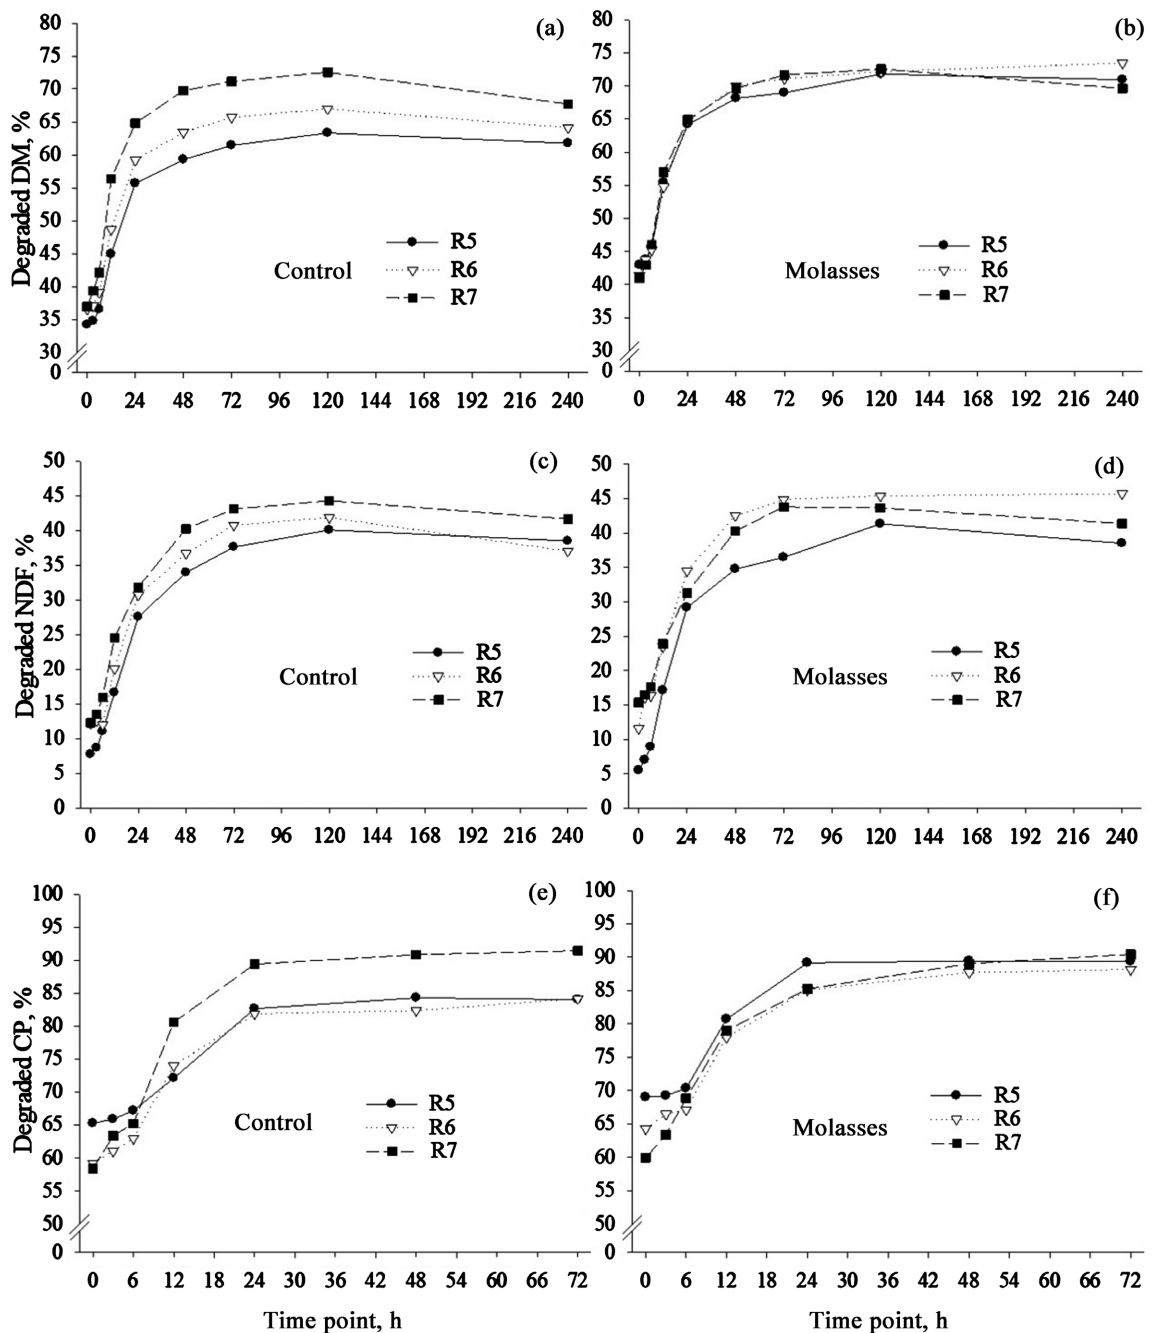 (a)
Degraded DM, %
80
75
70
65
60
55
50
45
40
35
30
0
R5
R6
R7
Control
0 24 48 72 96 120 144 168 192 216 240
(b)
80
75
70
65
60
55
50
45
40
35
30
0
R5
R6
R7
Molasses
0 24 48 72 96 120 144 168 192 216 240
(c)
Degraded NDF, %
50
45
40
35
30
25
20
15
10
5
0
R5
R6
R7
Control
0 24 48 72 96 120 144 168 192 216 240
(d)
50
45
40
35
30
25
20
15
10
5
0
R5
R6
R7
Molasses
0 24 48 72 96 120 144 168 192 216 240
(e)
Degraded CP, %
100
95
90
85
80
75
70
65
60
55
50
0
R5
R6
R7
Control
0 6 12 24 30 36 42 48 54 60 66 72
Time point, h
(f)
100
95
90
85
80
75
70
65
60
55
50
0
R5
R6
R7
Molasses
0 6 12 24 30 36 42 48 54 60 66 72
Time point, h